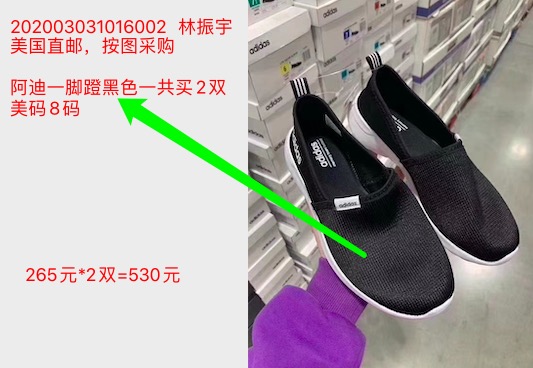 202003031016002 林振宇
美国直邮，按图采购
阿迪一脚蹬黑色一共买2双
美码8码
265元*2双=530元
adidas
adidas
adidas
adidas